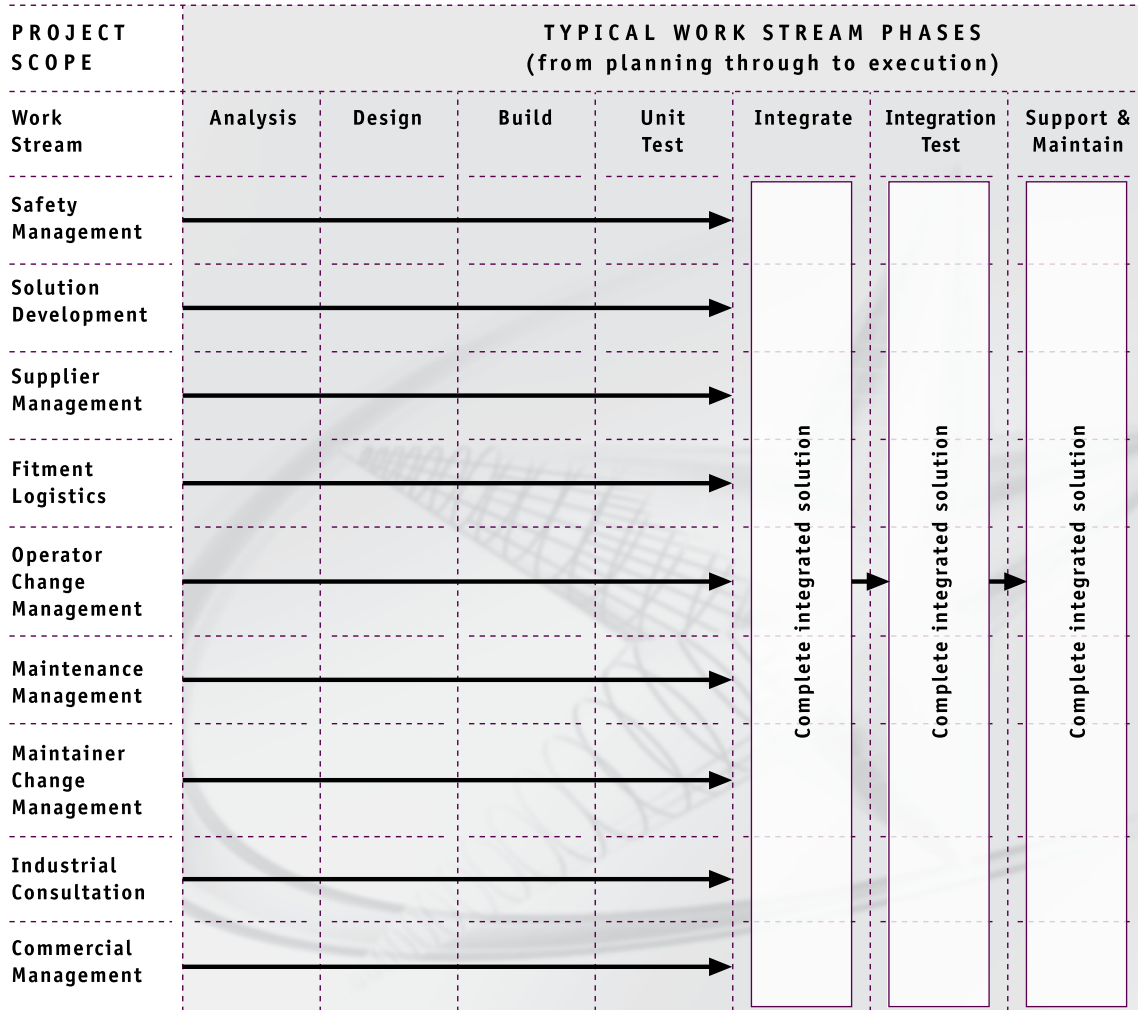 PROJECT
SCOPE
TYPICAL WORK STREAM PHASES
(from planning through to execution)
Work
Stream
Analysis
Design
Build
Unit
Test
Integrate
Integration
Test
Support &
Maintain
Safety
Management
Solution
Development
Supplier
Management
Fitment
Logistics
Operator
Change
Management
Maintenance
Management
Maintainer
Change
Management
Industrial
Consultation
Commercial
Management
Complete integrated solution
Complete integrated solution
Complete integrated solution